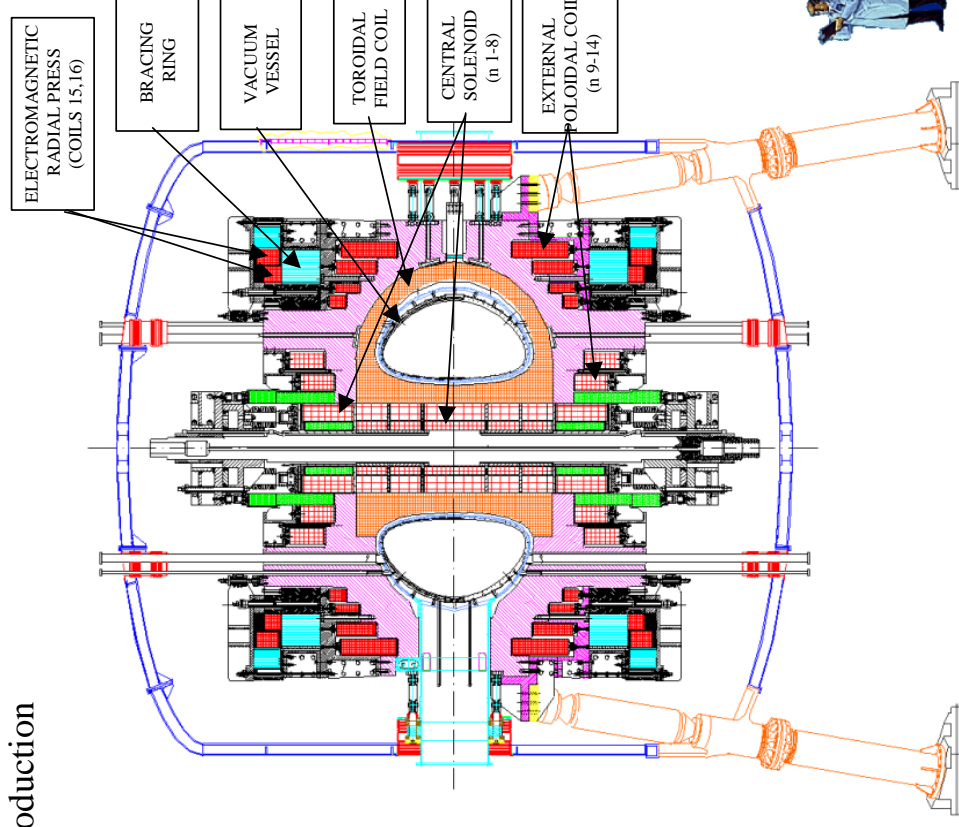 oduction
ELECTROMAGNETIC
RADIAL PRESS
(COILS 15,16)
BRACING
RING
VACUUM
VESSEL
TOROIDAL
FIELD COIL
CENTRAL
SOLENOID
(n 1-8)
EXTERNAL
POLOIDAL COIL
(n 9-14)